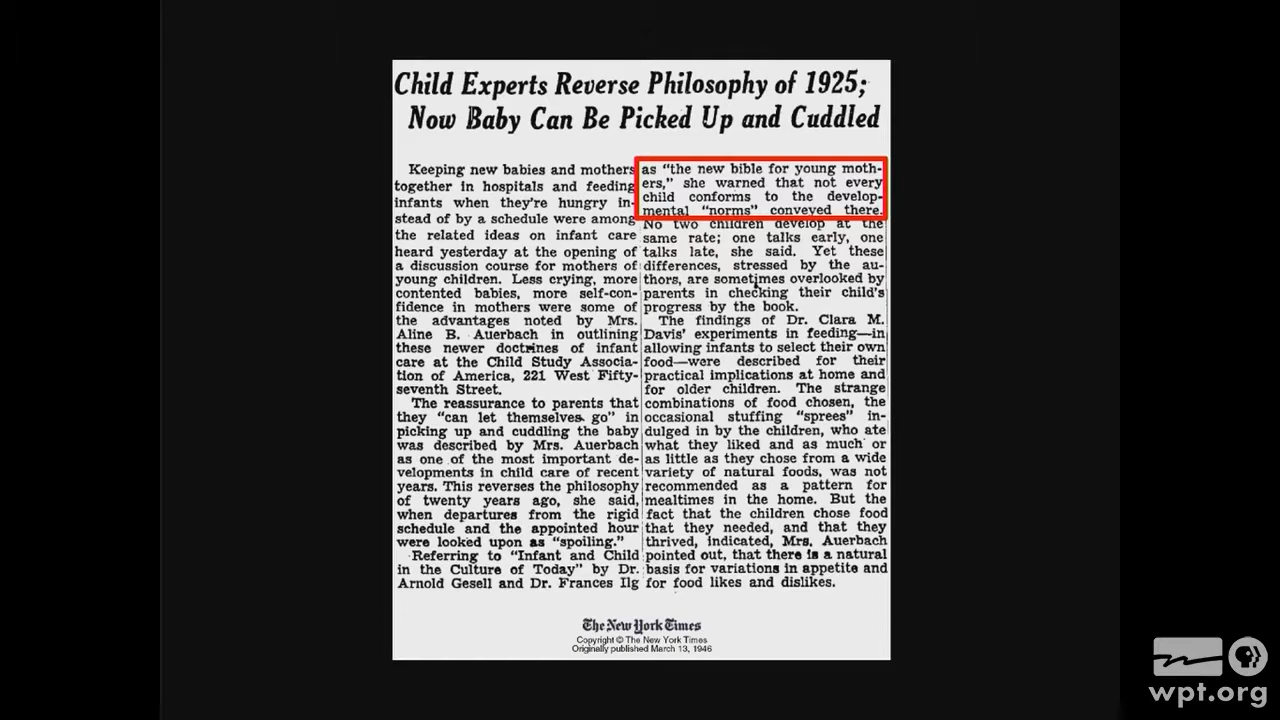 Child Experts Reverse Philosophy of 1925;
Now Baby Can Be Picked Up and Cuddled
Keeping new babies and mothers
together in hospitals and feeding
infants when they're hungry in-
stead of by a schedule were among
the related ideas on infant care
heard yesterday at the opening of
a discussion course for mothers of
young children. Less crying, more
contented babies, more self-con-
fidence in mothers were some of
the advantages noted by Mrs.
Aline B. Auerbach in outlining
these newer doctrines of infant
care at the Child Study Associa-
tion of America, 221 West Fifty-
seventh Street.
The reassurance to parents that
they "can let themselves go" in
picking up and cuddling the baby
was described by Mrs. Auerbach
as one of the most important de-
velopments in child care of recent
years. This reverses the philosophy
of twenty years ago, she said,
when departures from the rigid
schedule and the appointed hour
were looked upon as "spoiling."
Referring to "Infant and Child
in the Culture of Today" by Dr.
Arnold Gesell and Dr. Frances Ilg
as "the new bible for young moth-
ers," she warned that not every
child conforms to the develop-
mental "norms" conveyed there.
No two children develop at the
same rate; one talks early, one
talks late, she said. Yet these
differences, stressed by the au-
thors, are sometimes overlooked by
parents in checking their child's
progress by the book.
The findings of Dr. Clara M.
Davis' experiments in feeding—in
allowing infants to select their own
food—were described for their
practical implications at home and
for older children. The strange
combinations of food chosen, the
occasional stuffing "sprees" in-
dulged in by the children, who ate
what they liked and as much or
as little as they chose from a wide
variety of natural foods, was not
recommended as a pattern for
mealtimes in the home. But the
fact that the children chose food
that they needed, and that they
thrived, indicated, Mrs. Auerbach
pointed out, that there is a natural
basis for variations in appetite and
for food likes and dislikes.
The New York Times
Copyright © The New York Times
Originally published March 13, 1946
PBS
wpt.org